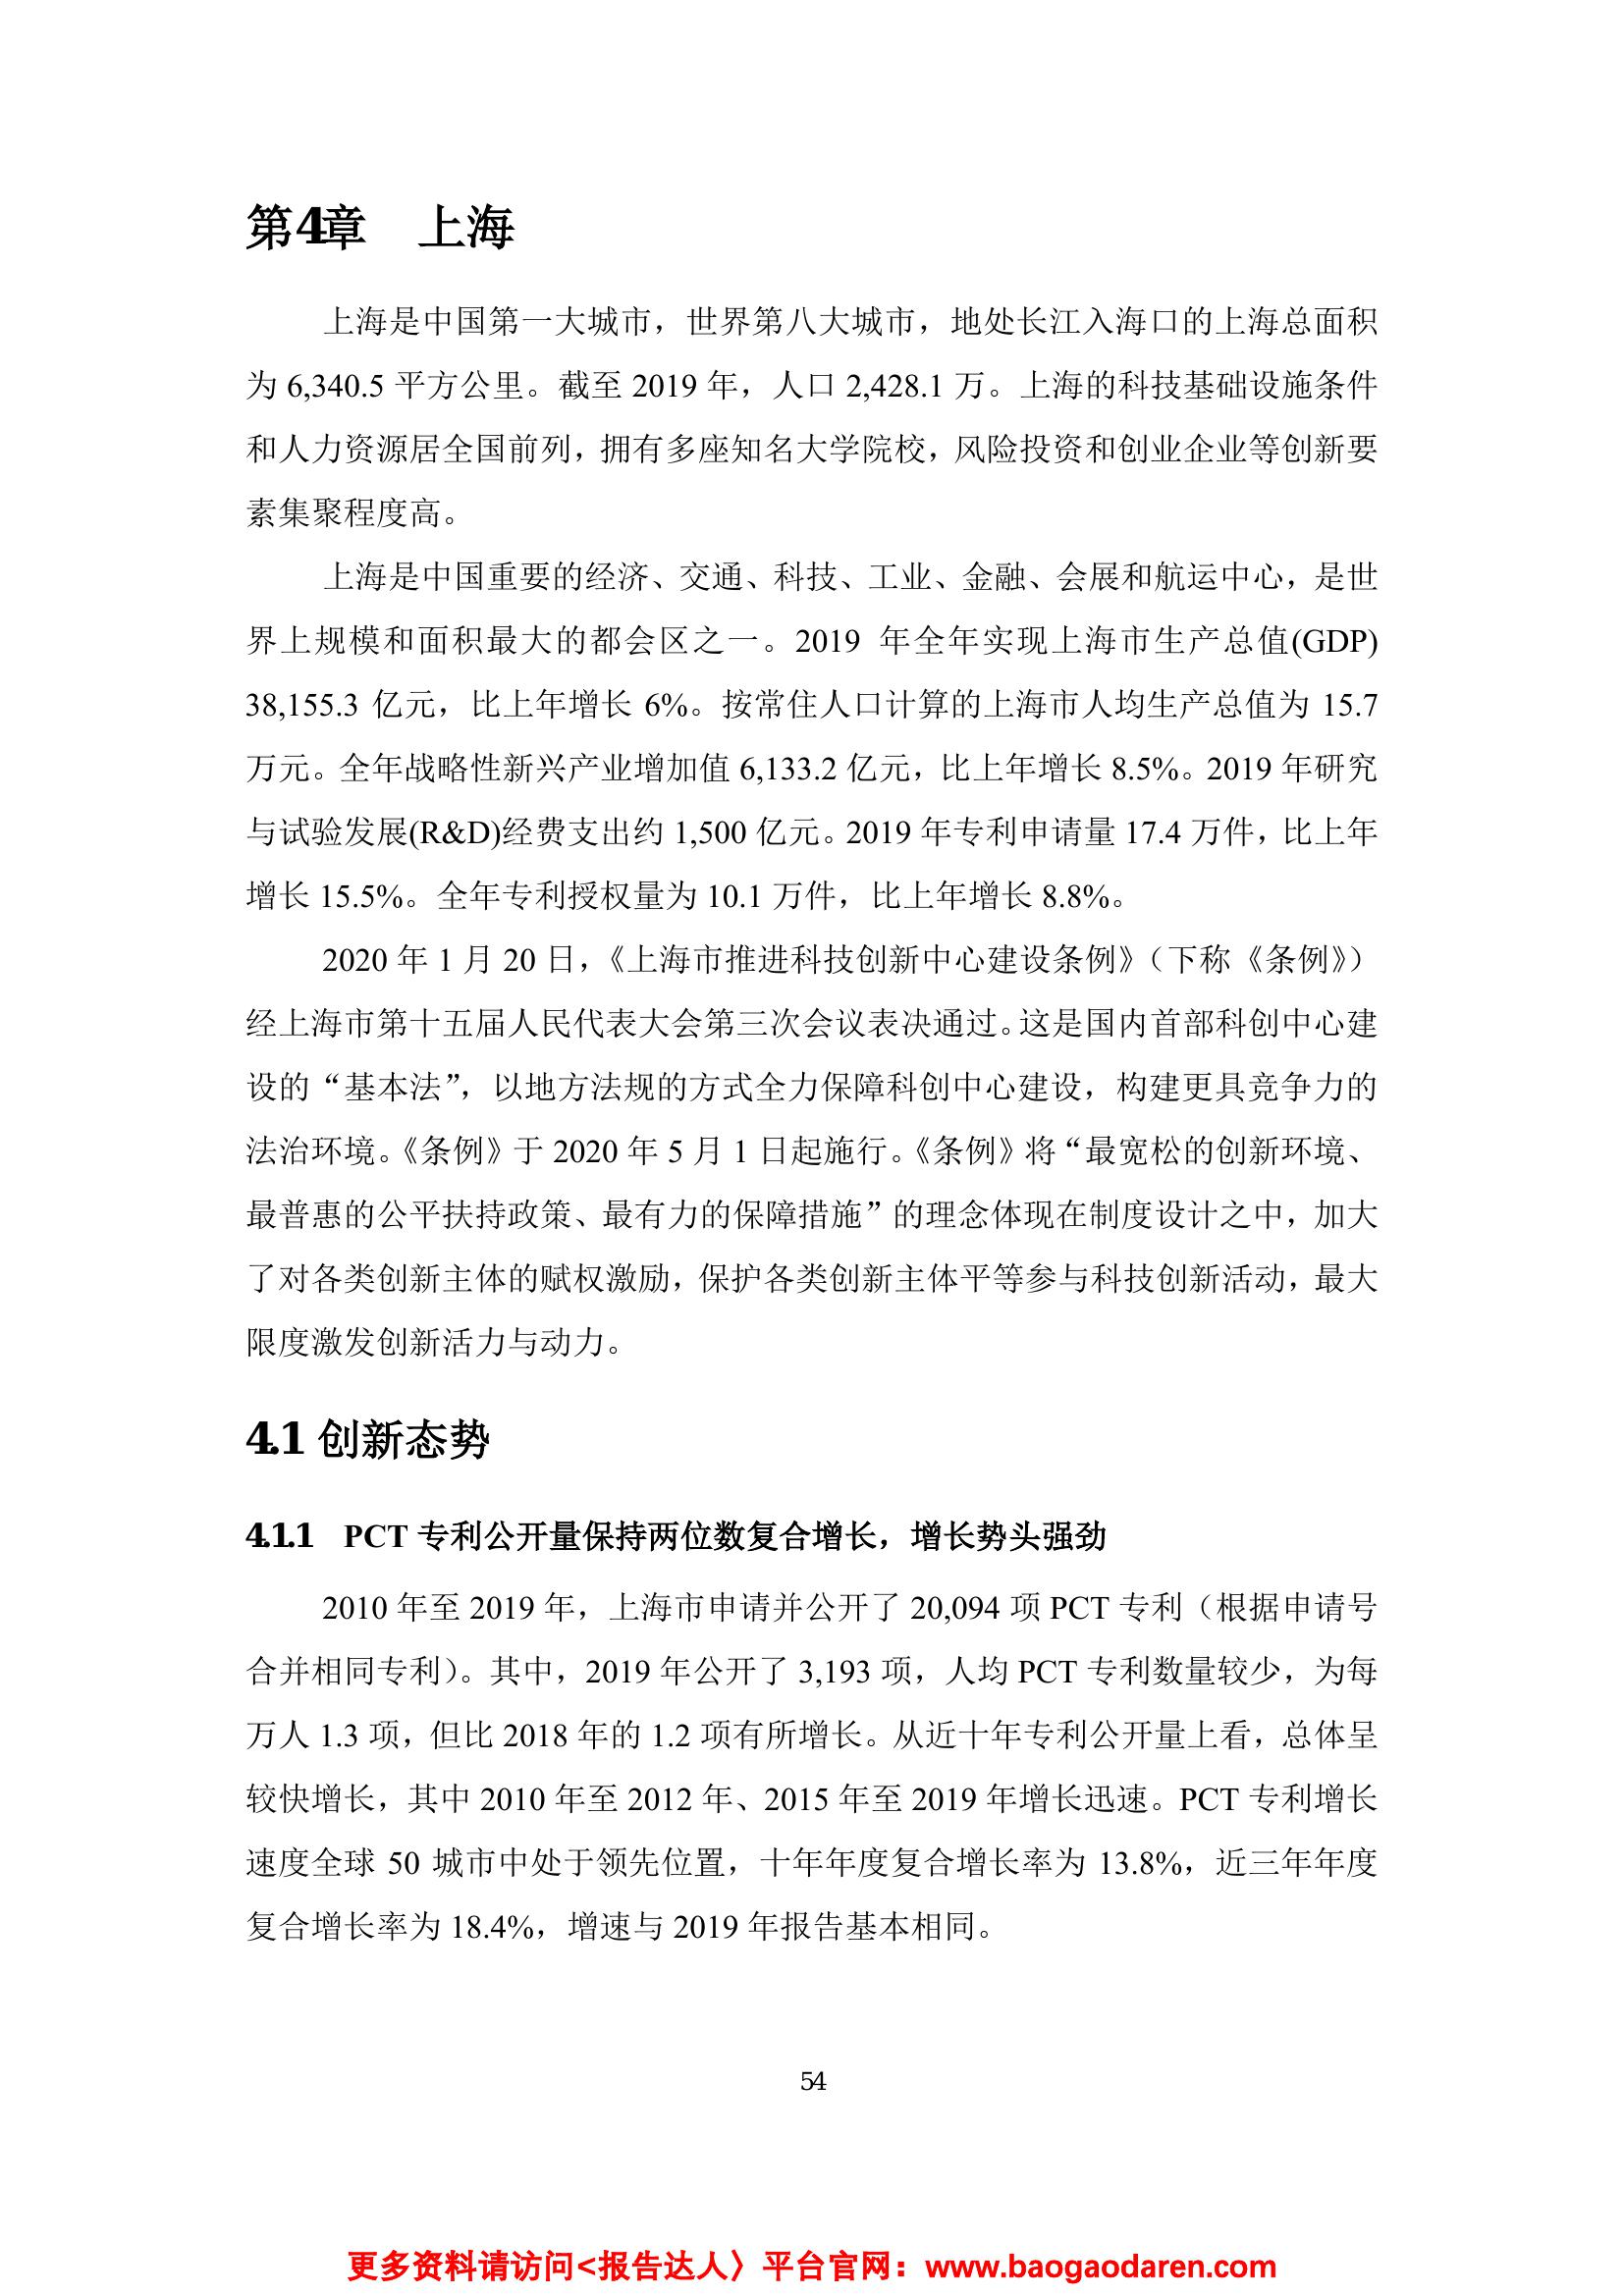 第4章　上海
上海是中国第一大城市，世界第八大城市，地处长江入海口的上海总面积
为 6,340.5 平方公里。截至 2019 年，人口 2,428.1 万。上海的科技基础设施条件
和人力资源居全国前列，拥有多座知名大学院校，风险投资和创业企业等创新要
素集聚程度高。
上海是中国重要的经济、交通、科技、工业、金融、会展和航运中心，是世
界上规模和面积最大的都会区之一。2019 年全年实现上海市生产总值(GDP)
38,155.3 亿元，比上年增长 6%。按常住人口计算的上海市人均生产总值为 15.7
万元。全年战略性新兴产业增加值 6,133.2 亿元，比上年增长 8.5%。2019 年研究
与试验发展(R&D)经费支出约 1,500 亿元。2019 年专利申请量 17.4 万件，比上年
增长 15.5%。全年专利授权量为 10.1 万件，比上年增长 8.8%。
2020 年 1 月 20 日，《上海市推进科技创新中心建设条例》（下称《条例》）
经上海市第十五届人民代表大会第三次会议表决通过。这是国内首部科创中心建
设的“基本法”，以地方法规的方式全力保障科创中心建设，构建更具竞争力的
法治环境。《条例》于 2020 年 5 月 1 日起施行。《条例》将“最宽松的创新环境、
最普惠的公平扶持政策、最有力的保障措施”的理念体现在制度设计之中，加大
了对各类创新主体的赋权激励，保护各类创新主体平等参与科技创新活动，最大
限度激发创新活力与动力。
4.1 创新态势
4.1.1 PCT 专利公开量保持两位数复合增长，增长势头强劲
2010 年至 2019 年，上海市申请并公开了 20,094 项 PCT 专利（根据申请号
合并相同专利）。其中，2019 年公开了 3,193 项，人均 PCT 专利数量较少，为每
万人 1.3 项，但比 2018 年的 1.2 项有所增长。从近十年专利公开量上看，总体呈
较快增长，其中 2010 年至 2012 年、2015 年至 2019 年增长迅速。PCT 专利增长
速度全球 50 城市中处于领先位置，十年年度复合增长率为 13.8%，近三年年度
复合增长率为 18.4%，增速与 2019 年报告基本相同。
54
更多资料请访问<报告达人〉平台官网：www.baogaodaren.com